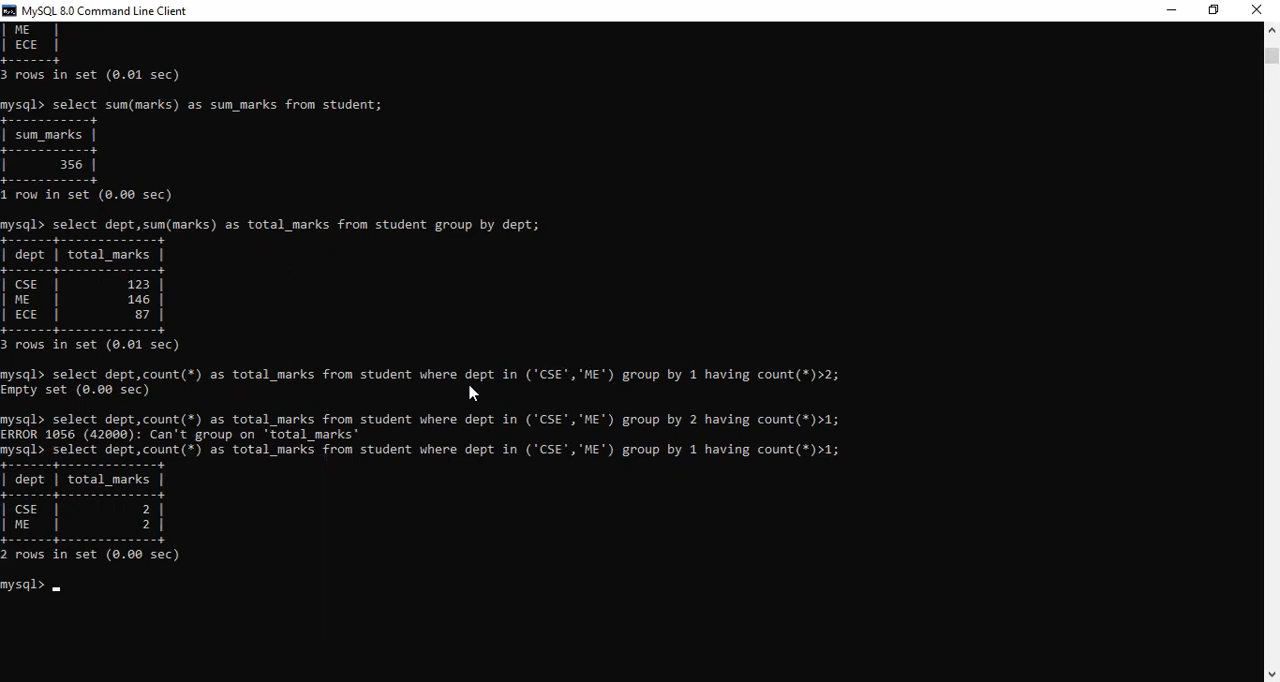 MySQL 8.0 Command Line Client
| ME   |
| ECE  |
+------+
3 rows in set (0.01 sec)
mysql> select sum(marks) as sum_marks from student;
+-----------+
| sum_marks |
+-----------+
|       356 |
+-----------+
1 row in set (0.00 sec)
mysql> select dept,sum(marks) as total_marks from student group by dept;
+------+-------------+
| dept | total_marks |
+------+-------------+
| CSE  |         123 |
| ME   |         146 |
| ECE  |          87 |
+------+-------------+
3 rows in set (0.01 sec)
mysql> select dept,count(*) as total_marks from student where dept in ('CSE','ME') group by 1 having count(*)>2;
Empty set (0.00 sec)
mysql> select dept,count(*) as total_marks from student where dept in ('CSE','ME') group by 2 having count(*)>1;
ERROR 1056 (42000): Can't group on 'total_marks'
mysql> select dept,count(*) as total_marks from student where dept in ('CSE','ME') group by 1 having count(*)>1;
+------+-------------+
| dept | total_marks |
+------+-------------+
| CSE  |           2 |
| ME   |           2 |
+------+-------------+
2 rows in set (0.00 sec)
mysql> _